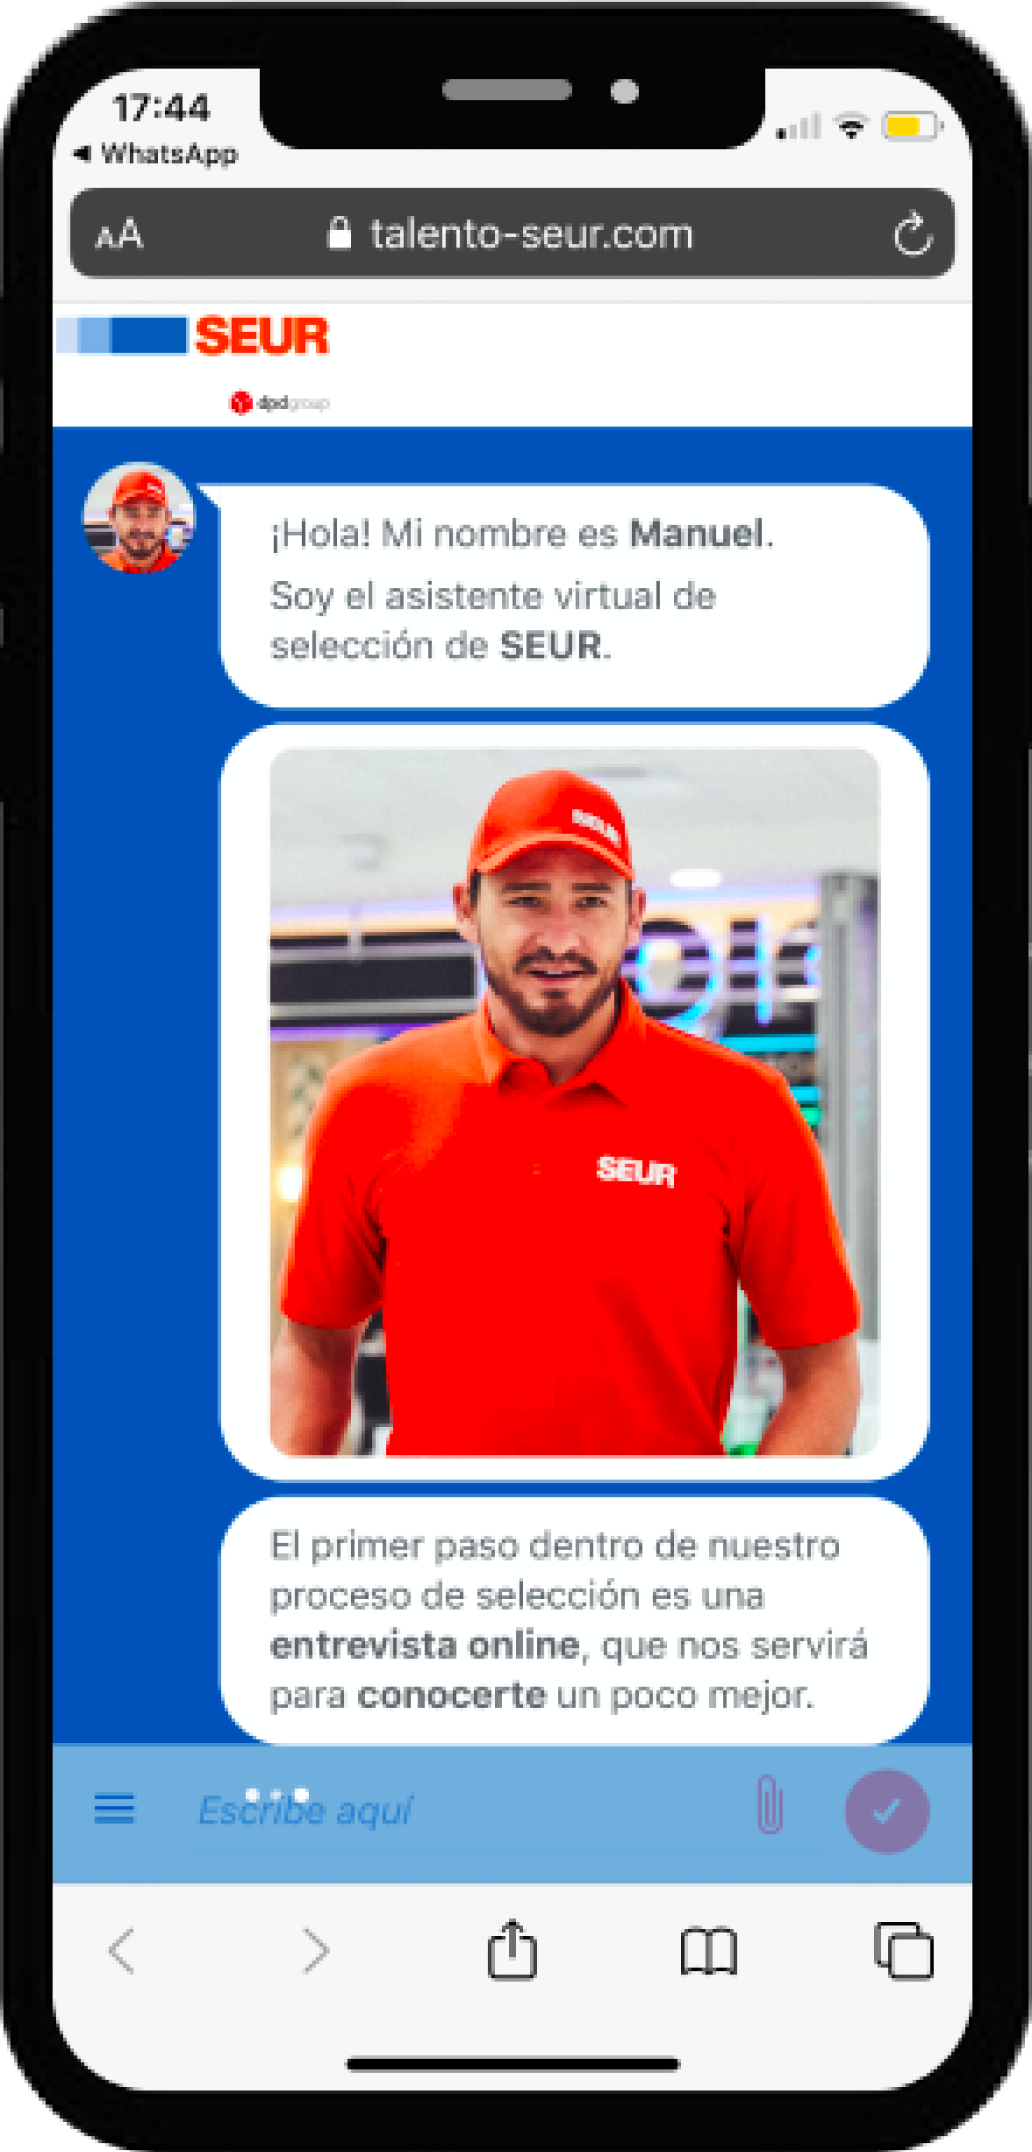 17:44
◀ WhatsApp
AA
talento-seur.com
SEUR
dpdgroup
¡Hola! Mi nombre es Manuel.
Soy el asistente virtual de
selección de SEUR.
SEUR
SEUR
El primer paso dentro de nuestro
proceso de selección es una
entrevista online, que nos servirá
para conocerte un poco mejor.
Escribe aquí